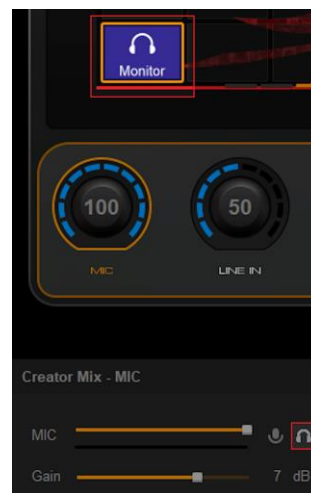 Monitor
100
50
MIC
LINE IN
Creator Mix - MIC
MIC
Gain
7 dB